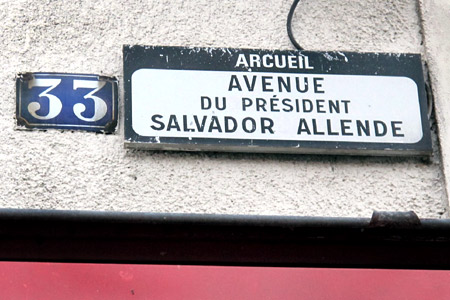 33
ARCUEIL
AVENUE
DU PRÉSIDENT
SALVADOR ALLENDE